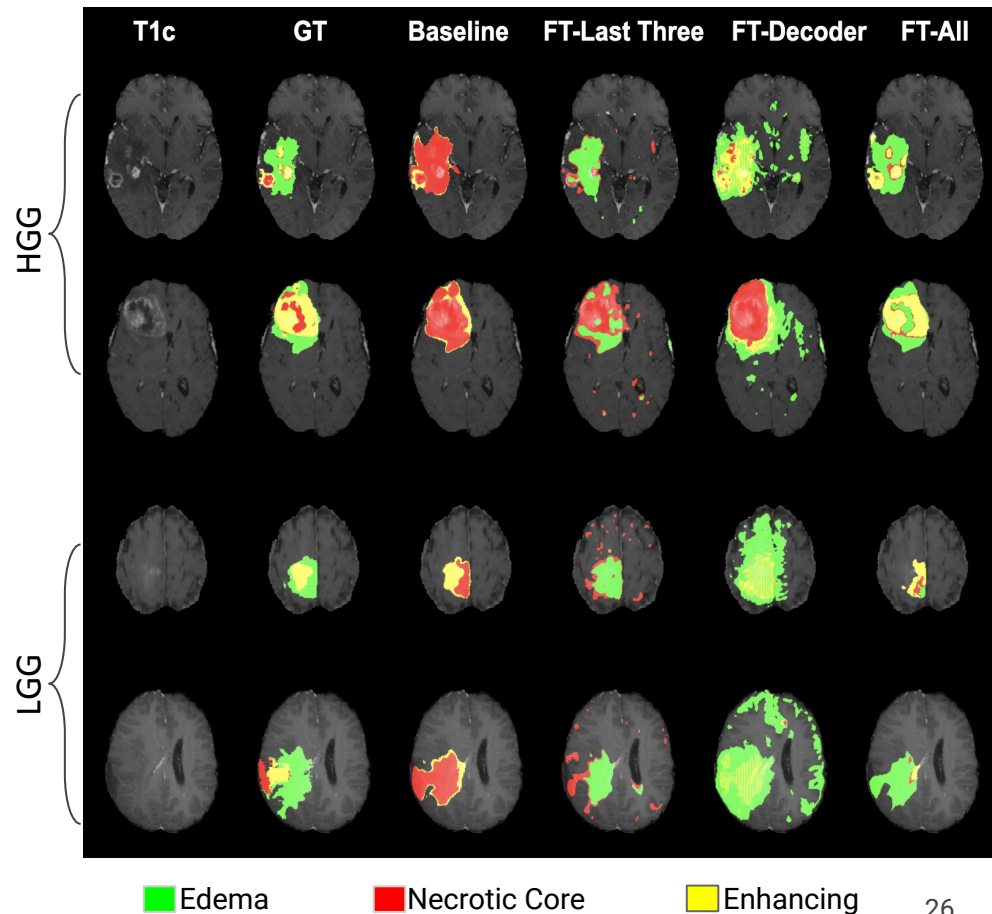 T1c GT Baseline FT-Last Three FT-Decoder FT-All
HGG
LGG
Edema Necrotic Core Enhancing
26